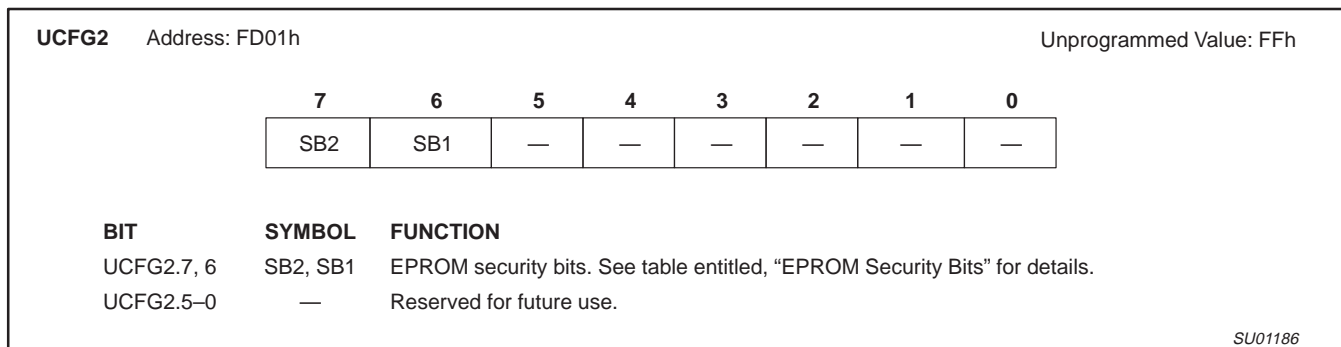 UCFG2 Address: FD01h Unprogrammed Value: FFh
7 6 5 4 3 2 1 0
SB2 SB1 — — — — — —
BIT SYMBOL FUNCTION
UCFG2.7, 6 SB2, SB1 EPROM security bits. See table entitled, “EPROM Security Bits” for details.
UCFG2.5–0 — Reserved for future use.
SU01186